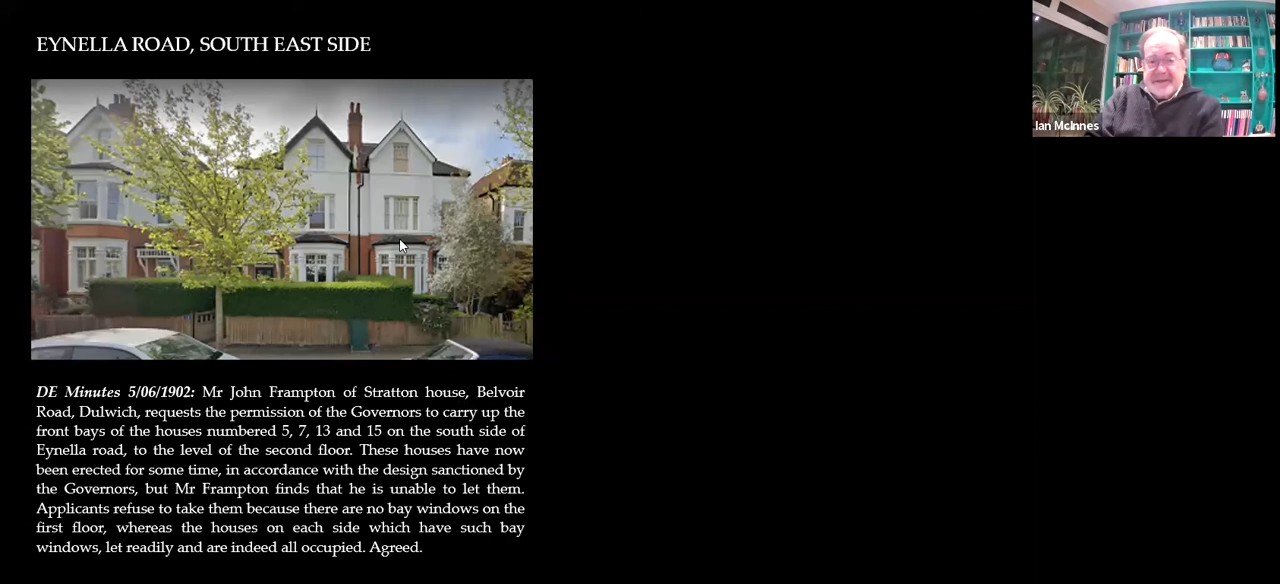 EYNELLA ROAD, SOUTH EAST SIDE
Ian McInnes
DE Minutes 5/06/1902: Mr John Frampton of Stratton house, Belvoir
Road, Dulwich, requests the permission of the Governors to carry up the
front bays of the houses numbered 5, 7, 13 and 15 on the south side of
Eynella road, to the level of the second floor. These houses have now
been erected for some time, in accordance with the design sanctioned by
the Governors, but Mr Frampton finds that he is unable to let them.
Applicants refuse to take them because there are no bay windows on the
first floor, whereas the houses on each side which have such bay
windows, let readily and are indeed all occupied. Agreed.